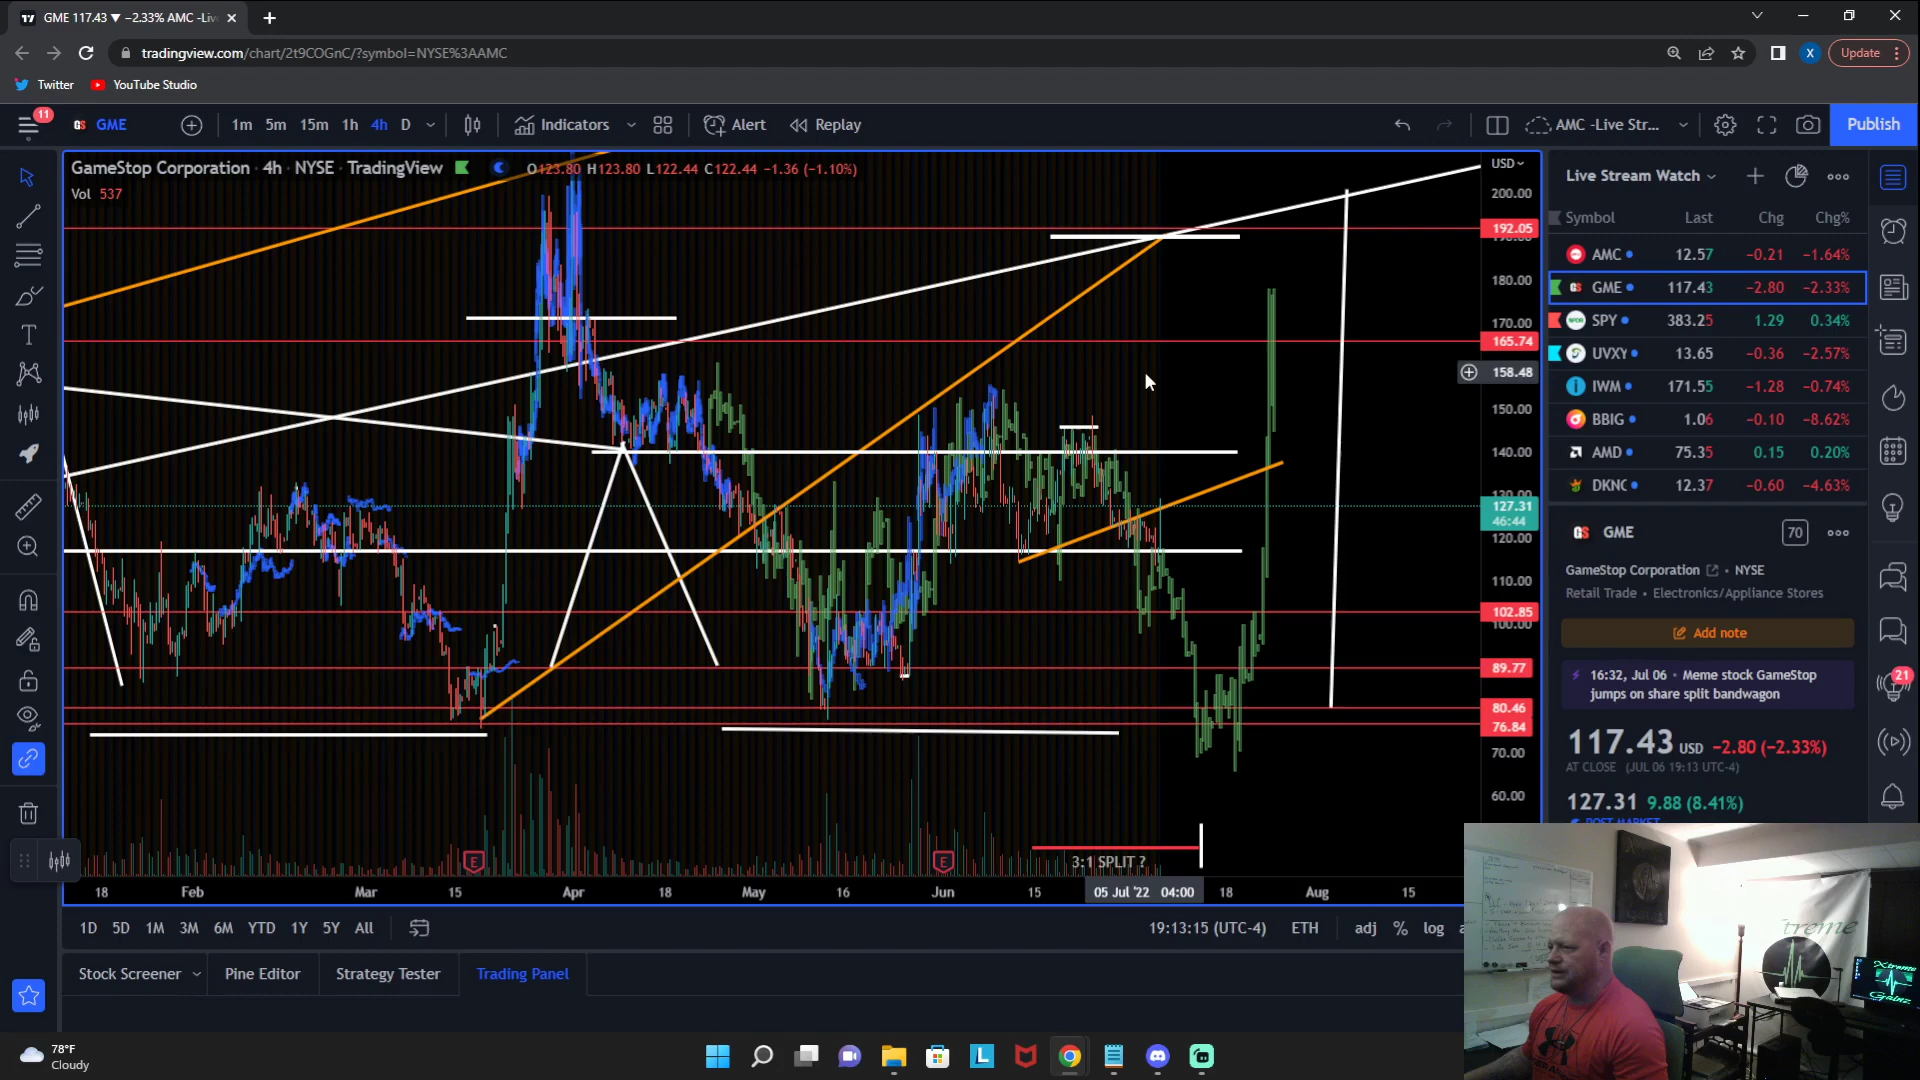 GME 117.43 ▼ −2.33% AMC -Liv
tradingview.com/chart/2t9COGnC/?symbol=NYSE%3AAMC
X
Update
Twitter
YouTube Studio
11
GME
1m 5m 15m 1h 4h D
Indicators
Alert
Replay
AMC -Live Str...
Publish
GameStop Corporation · 4h · NYSE · TradingView
O123.80 H123.80 L122.44 C122.44 −1.36 (−1.10%)
Vol 537
USD
200.00
192.05
180.00
170.00
165.74
158.48
150.00
140.00
130.00
127.31
46:44
120.00
110.00
102.85
100.00
89.77
80.46
76.84
70.00
60.00
E
E
3:1 SPLIT ?
18 Feb Mar 15 Apr 18 May 16 Jun 15 05 Jul '22 04:00 18 Aug 15
1D 5D 1M 3M 6M YTD 1Y 5Y All
19:13:15 (UTC-4) ETH adj % log
Stock Screener
Pine Editor
Strategy Tester
Trading Panel
Live Stream Watch
Symbol Last Chg Chg%
AMC 12.57 −0.21 −1.64%
GME 117.43 −2.80 −2.33%
SPY 383.25 1.29 0.34%
UVXY 13.65 −0.36 −2.57%
IWM 171.55 −1.28 −0.74%
BBIG 1.06 −0.10 −8.62%
AMD 75.35 0.15 0.20%
DKNG 12.37 −0.60 −4.63%
GME
70
GameStop Corporation · NYSE
Retail Trade · Electronics/Appliance Stores
Add note
16:32, Jul 06 · Meme stock GameStop
jumps on share split bandwagon
21
117.43 USD −2.80 (−2.33%)
AT CLOSE (JUL 06 19:13 UTC-4)
127.31 9.88 (8.41%)
POST MARKET
Xtreme
Gainz
78°F
Cloudy